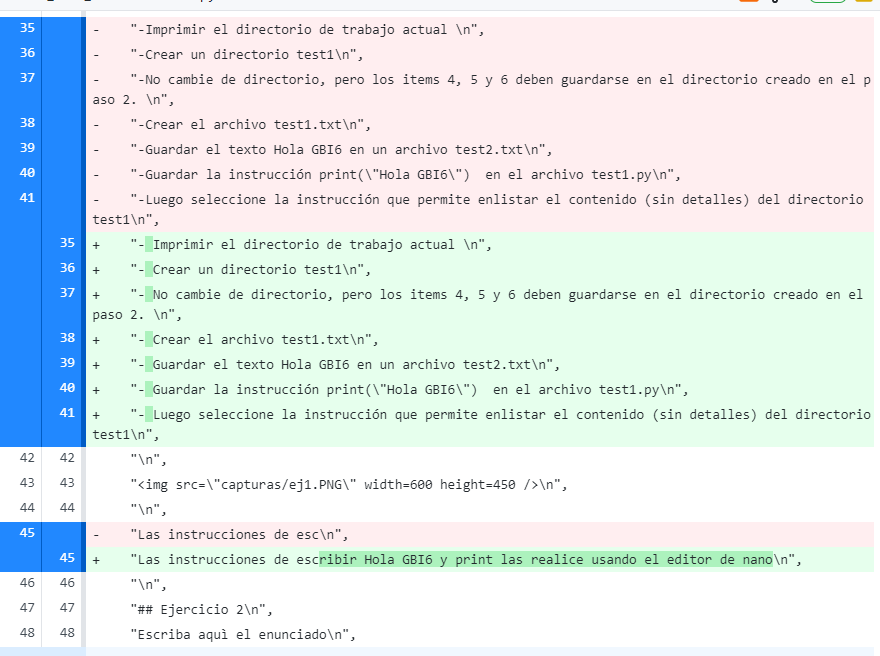 35 - "-Imprimir el directorio de trabajo actual \n",
36 - "-Crear un directorio test1\n",
37 - "-No cambie de directorio, pero los items 4, 5 y 6 deben guardarse en el directorio creado en el p
aso 2. \n",
38 - "-Crear el archivo test1.txt\n",
39 - "-Guardar el texto Hola GBI6 en un archivo test2.txt\n",
40 - "-Guardar la instrucción print(\"Hola GBI6\")  en el archivo test1.py\n",
41 - "-Luego seleccione la instrucción que permite enlistar el contenido (sin detalles) del directorio
test1\n",
35 + "- Imprimir el directorio de trabajo actual \n",
36 + "- Crear un directorio test1\n",
37 + "- No cambie de directorio, pero los items 4, 5 y 6 deben guardarse en el directorio creado en el
paso 2. \n",
38 + "- Crear el archivo test1.txt\n",
39 + "- Guardar el texto Hola GBI6 en un archivo test2.txt\n",
40 + "- Guardar la instrucción print(\"Hola GBI6\")  en el archivo test1.py\n",
41 + "- Luego seleccione la instrucción que permite enlistar el contenido (sin detalles) del directorio
test1\n",
42 42 "\n",
43 43 "<img src=\"capturas/ej1.PNG\" width=600 height=450 />\n",
44 44 "\n",
45 - "Las instrucciones de esc\n",
45 + "Las instrucciones de escribir Hola GBI6 y print las realice usando el editor de nano\n",
46 46 "\n",
47 47 "## Ejercicio 2\n",
48 48 "Escriba aquì el enunciado\n",